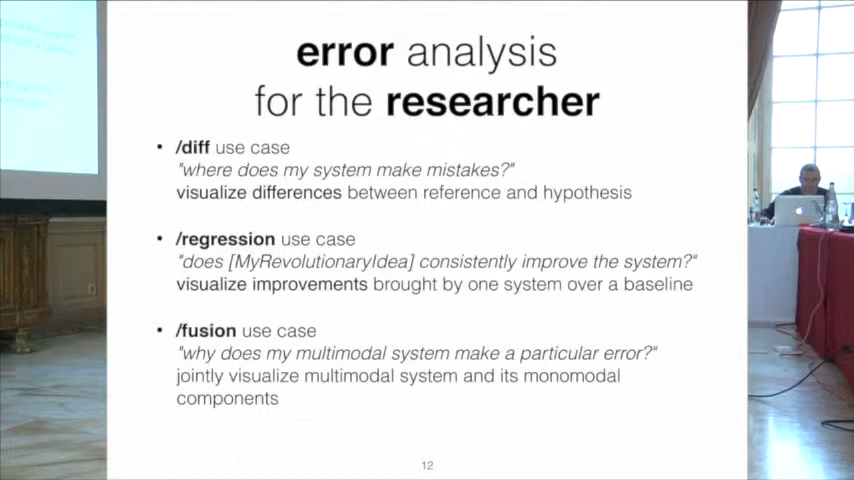 error analysis
for the researcher
• /diff use case
"where does my system make mistakes?"
visualize differences between reference and hypothesis
• /regression use case
"does [MyRevolutionaryIdea] consistently improve the system?"
visualize improvements brought by one system over a baseline
• /fusion use case
"why does my multimodal system make a particular error?"
jointly visualize multimodal system and its monomodal
components
12